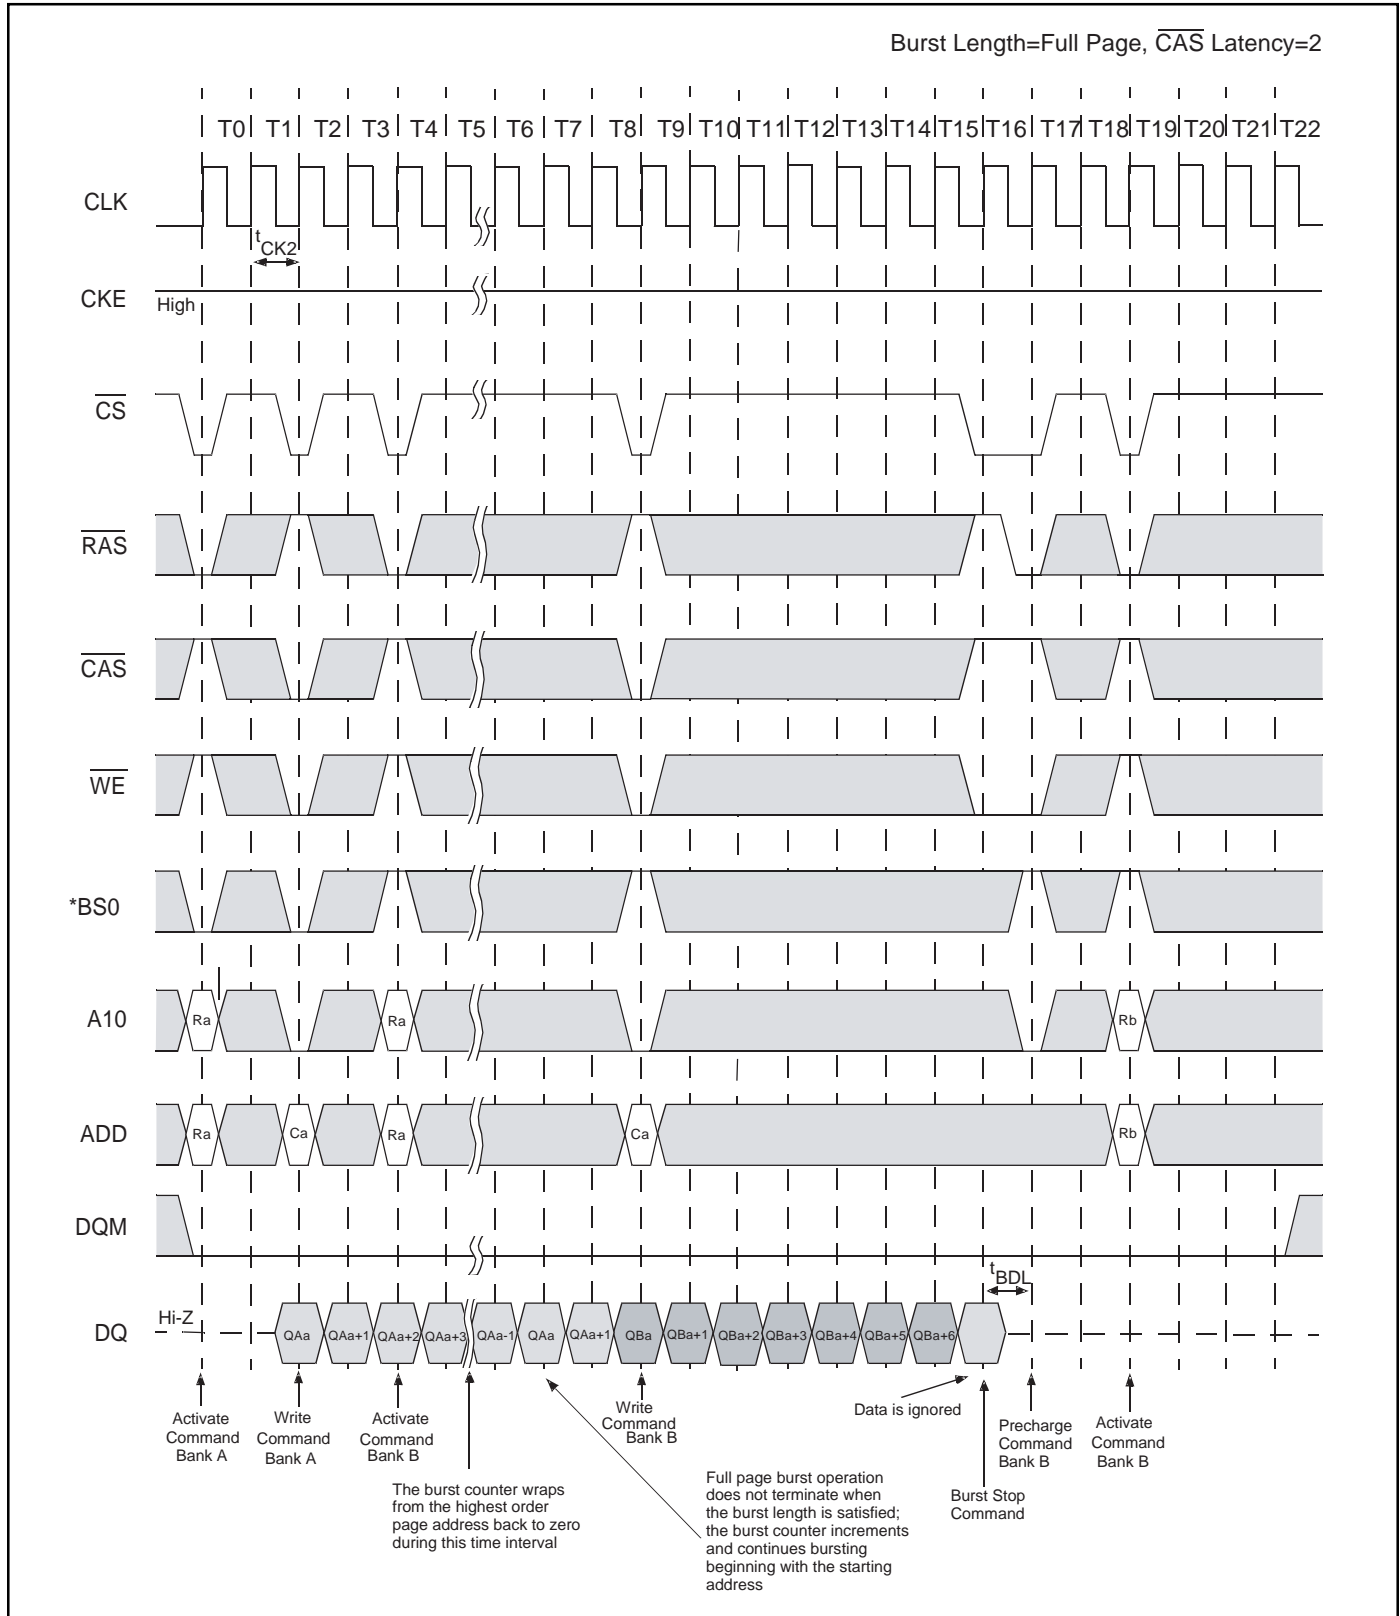 Burst Length=Full Page, CAS Latency=2
T0 T1 T2 T3 T4 T5 T6 T7 T8 T9 T10 T11 T12 T13 T14 T15 T16 T17 T18 T19 T20 T21 T22
CLK
tCK2
CKE
High
CS
RAS
CAS
WE
*BS0
A10
Ra
Ra
Rb
ADD
Ra
Ca
Ra
Ca
Rb
DQM
tBDL
Hi-Z
DQ
QAa QAa+1 QAa+2 QAa+3 QAa-1 QAa QAa+1 QBa QBa+1 QBa+2 QBa+3 QBa+4 QBa+5 QBa+6
Activate
Command
Bank A
Write
Command
Bank A
Activate
Command
Bank B
Write
Command
Bank B
Data is ignored
Precharge
Command
Bank B
Activate
Command
Bank B
The burst counter wraps
from the highest order
page address back to zero
during this time interval
Full page burst operation
does not terminate when
the burst length is satisfied;
the burst counter increments
and continues bursting
beginning with the starting
address
Burst Stop
Command